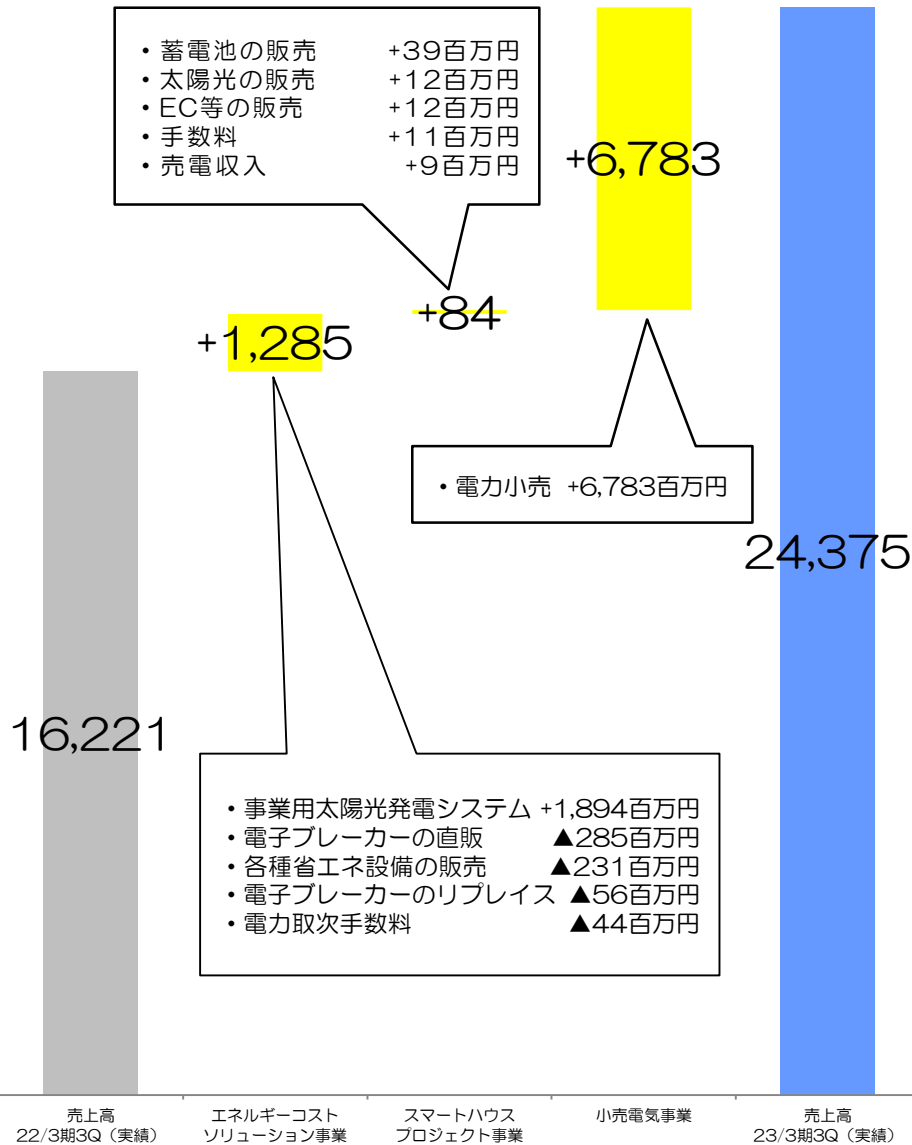 ・蓄電池の販売 +39百万円
・太陽光の販売 +12百万円
・EC等の販売 +12百万円
・手数料 +11百万円
・売電収入 +9百万円
+6,783
+84
+1,285
・電力小売 +6,783百万円
24,375
16,221
・事業用太陽光発電システム +1,894百万円
・電子ブレーカーの直販 ▲285百万円
・各種省エネ設備の販売 ▲231百万円
・電子ブレーカーのリプレイス ▲56百万円
・電力取次手数料 ▲44百万円
売上高
22/3期3Q（実績）
エネルギーコスト
ソリューション事業
スマートハウス
プロジェクト事業
小売電気事業
売上高
23/3期3Q（実績）